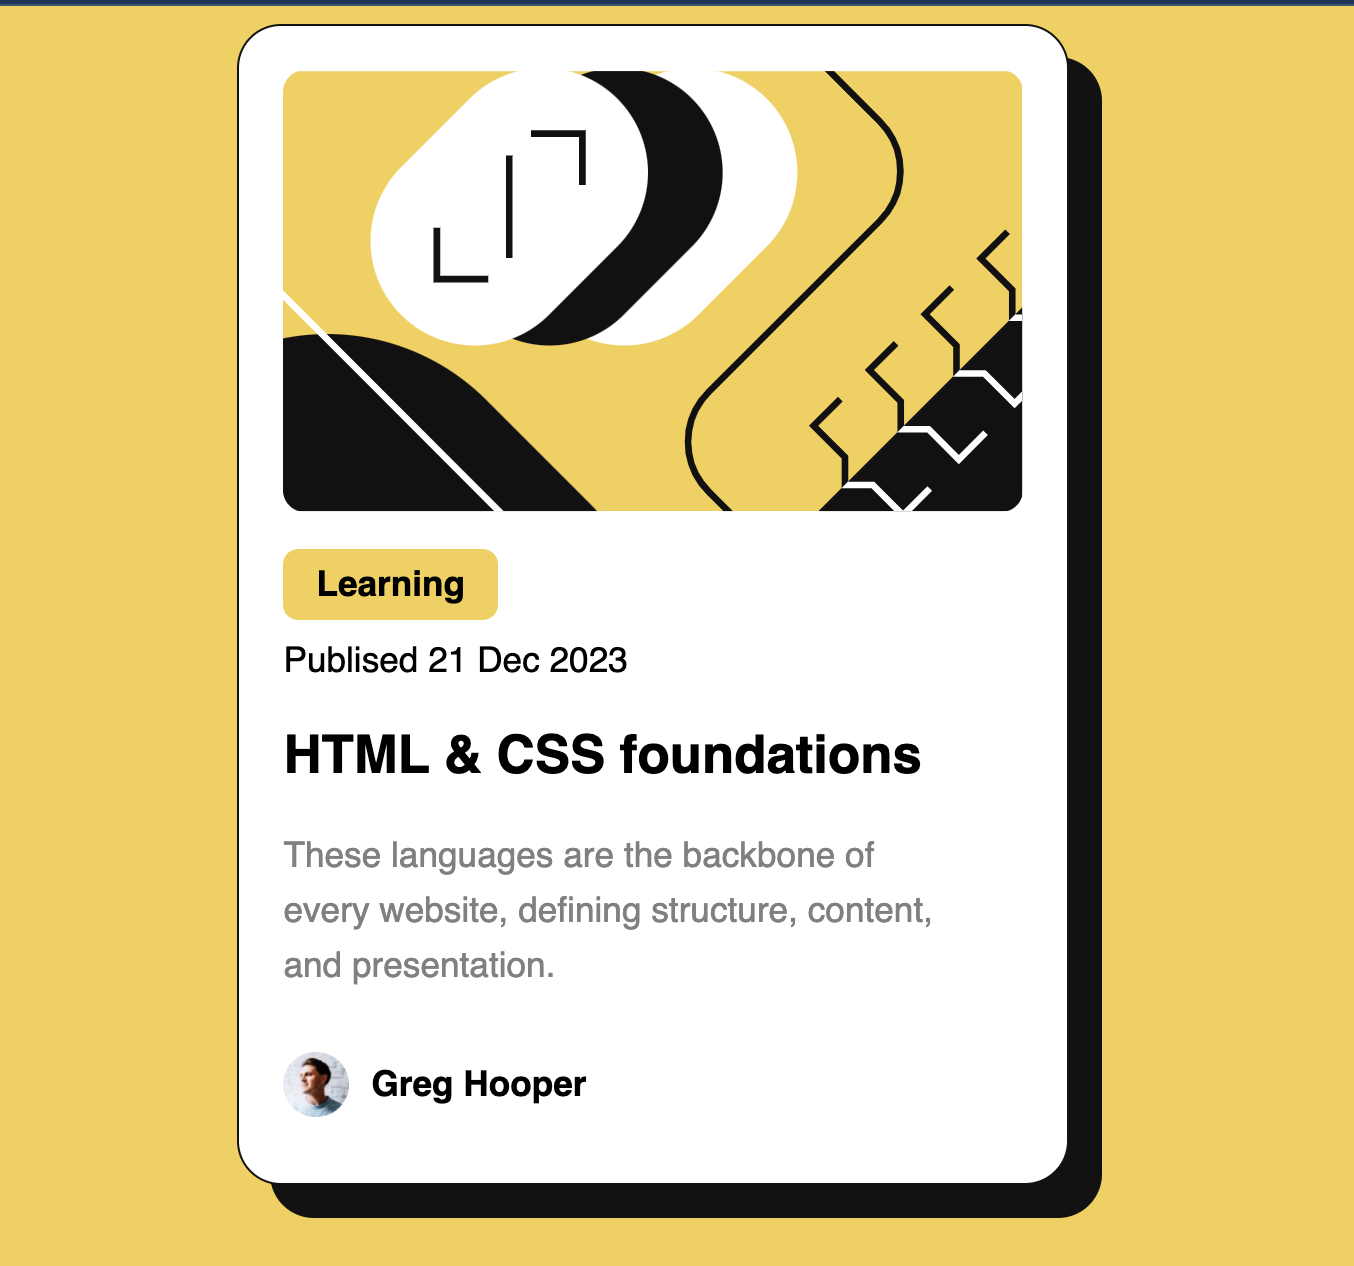 Learning
Publised 21 Dec 2023
HTML & CSS foundations
These languages are the backbone of
every website, defining structure, content,
and presentation.
Greg Hooper